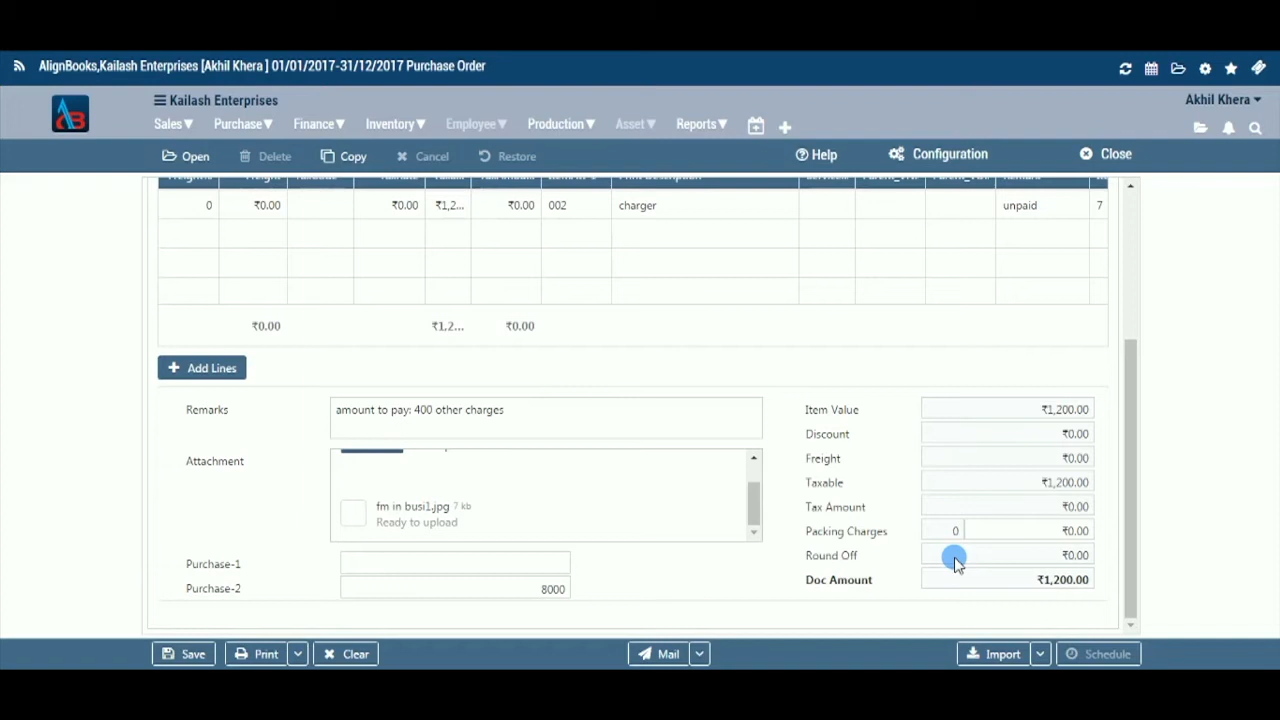 AlignBooks,Kailash Enterprises [Akhil Khera ] 01/01/2017-31/12/2017 Purchase Order
Kailash Enterprises
Akhil Khera
Sales Purchase Finance Inventory Employee Production Asset Reports
Open Delete Copy Cancel Restore Help Configuration Close
0 ₹0.00 ₹0.00 ₹1,2... ₹0.00 002 charger unpaid 7
₹0.00 ₹1,2... ₹0.00
Add Lines
Remarks amount to pay: 400 other charges
Attachment
fm in busi1.jpg 7 kb
Ready to upload
Purchase-1
Purchase-2 8000
Item Value ₹1,200.00
Discount ₹0.00
Freight ₹0.00
Taxable ₹1,200.00
Tax Amount ₹0.00
Packing Charges 0 ₹0.00
Round Off ₹0.00
Doc Amount ₹1,200.00
Save Print Clear Mail Import Schedule